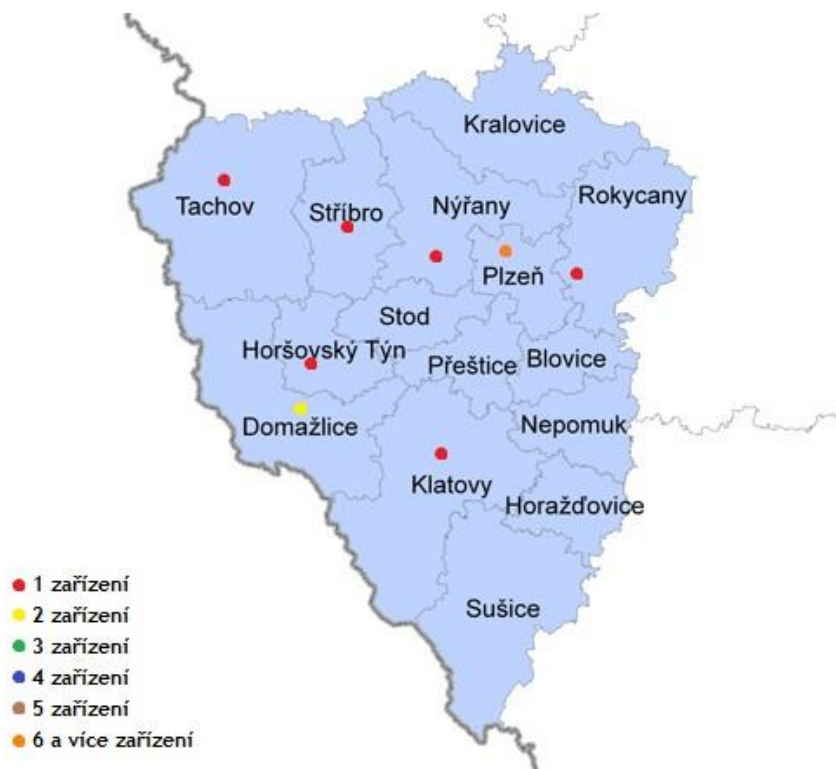 Kralovice
Rokycany
Tachov
Stříbro
Nýřany
Plzeň
Stod
Horšovský Týn
Přeštice
Blovice
Domažlice
Nepomuk
Klatovy
Horažďovice
Sušice
1 zařízení
2 zařízení
3 zařízení
4 zařízení
5 zařízení
6 a více zařízení